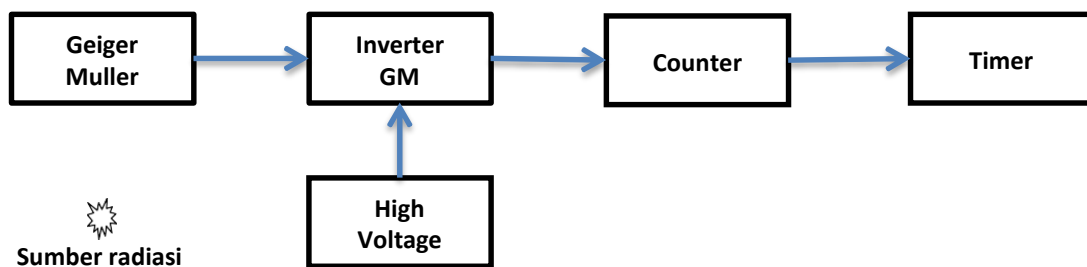 Geiger
Muller
Inverter
GM
Counter
Timer
High
Voltage
Sumber radiasi